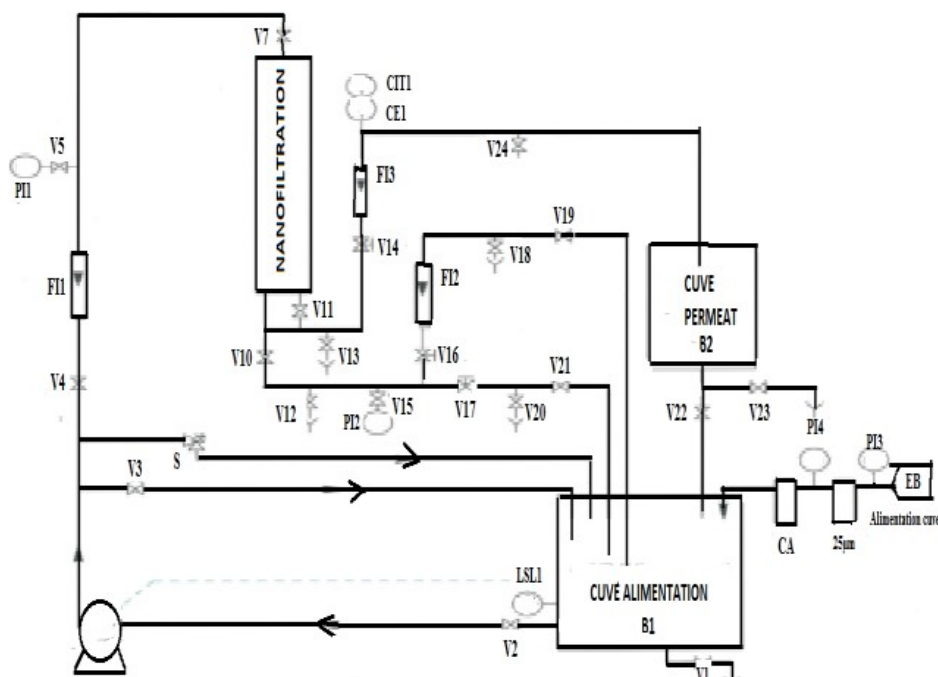 V7
CIT1
CE1
V24
V5
PI1
FI3
NANOFILTRATION
V14
V19
V18
FI1
FI2
CUVE
PERMEAT
B2
V11
V10
V13
V16
V21
V4
V12
V15
PI2
V17
V20
V22
V23
PI4
PI3
S
V3
EB
Alimentation cuve
CA
25µm
LSL1
CUVE ALIMENTATION
B1
V2
V1